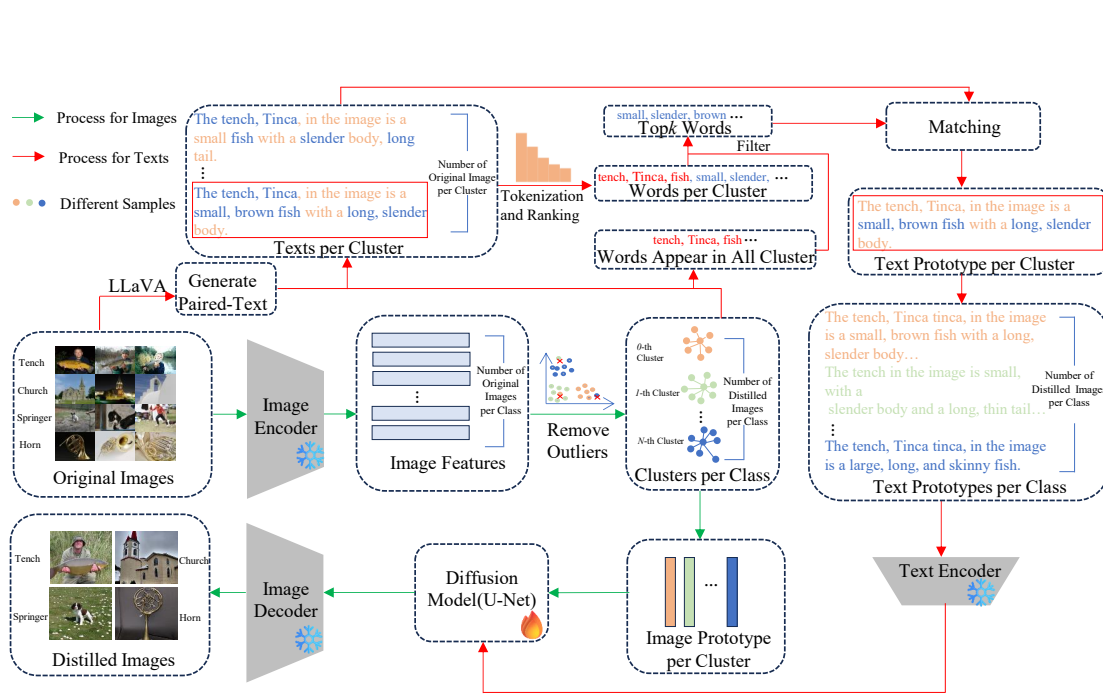 Process for Images
Process for Texts
Different Samples
The tench, Tinca, in the image is a
small fish with a slender body, long
tail.
⋮
The tench, Tinca, in the image is a
small, brown fish with a long, slender
body.
Texts per Cluster
Number of
Original Image
per Cluster
Tokenization
and Ranking
small, slender, brown ...
Topk Words
Filter
tench, Tinca, fish, small, slender, ...
Words per Cluster
tench, Tinca, fish ...
Words Appear in All Cluster
Matching
The tench, Tinca, in the image is a
small, brown fish with a long, slender
body.
Text Prototype per Cluster
LLaVA
Generate
Paired-Text
Tench
Church
Springer
Horn
Original Images
Image
Encoder
⋮
Number of
Original
Images
per Class
Image Features
Remove
Outliers
0-th
Cluster
1-th Cluster
⋮
N-th Cluster
Number of
Distilled
Images
per Class
Clusters per Class
The tench, Tinca tinca, in the image
is a small, brown fish with a long,
slender body…
The tench in the image is small,
with a
slender body and a long, thin tail…
⋮
The tench, Tinca tinca, in the image
is a large, long, and skinny fish.
Number of
Distilled Images
per Class
Text Prototypes per Class
Tench
Church
Springer
Horn
Distilled Images
Image
Decoder
Diffusion
Model(U-Net)
...
Image Prototype
per Cluster
Text Encoder